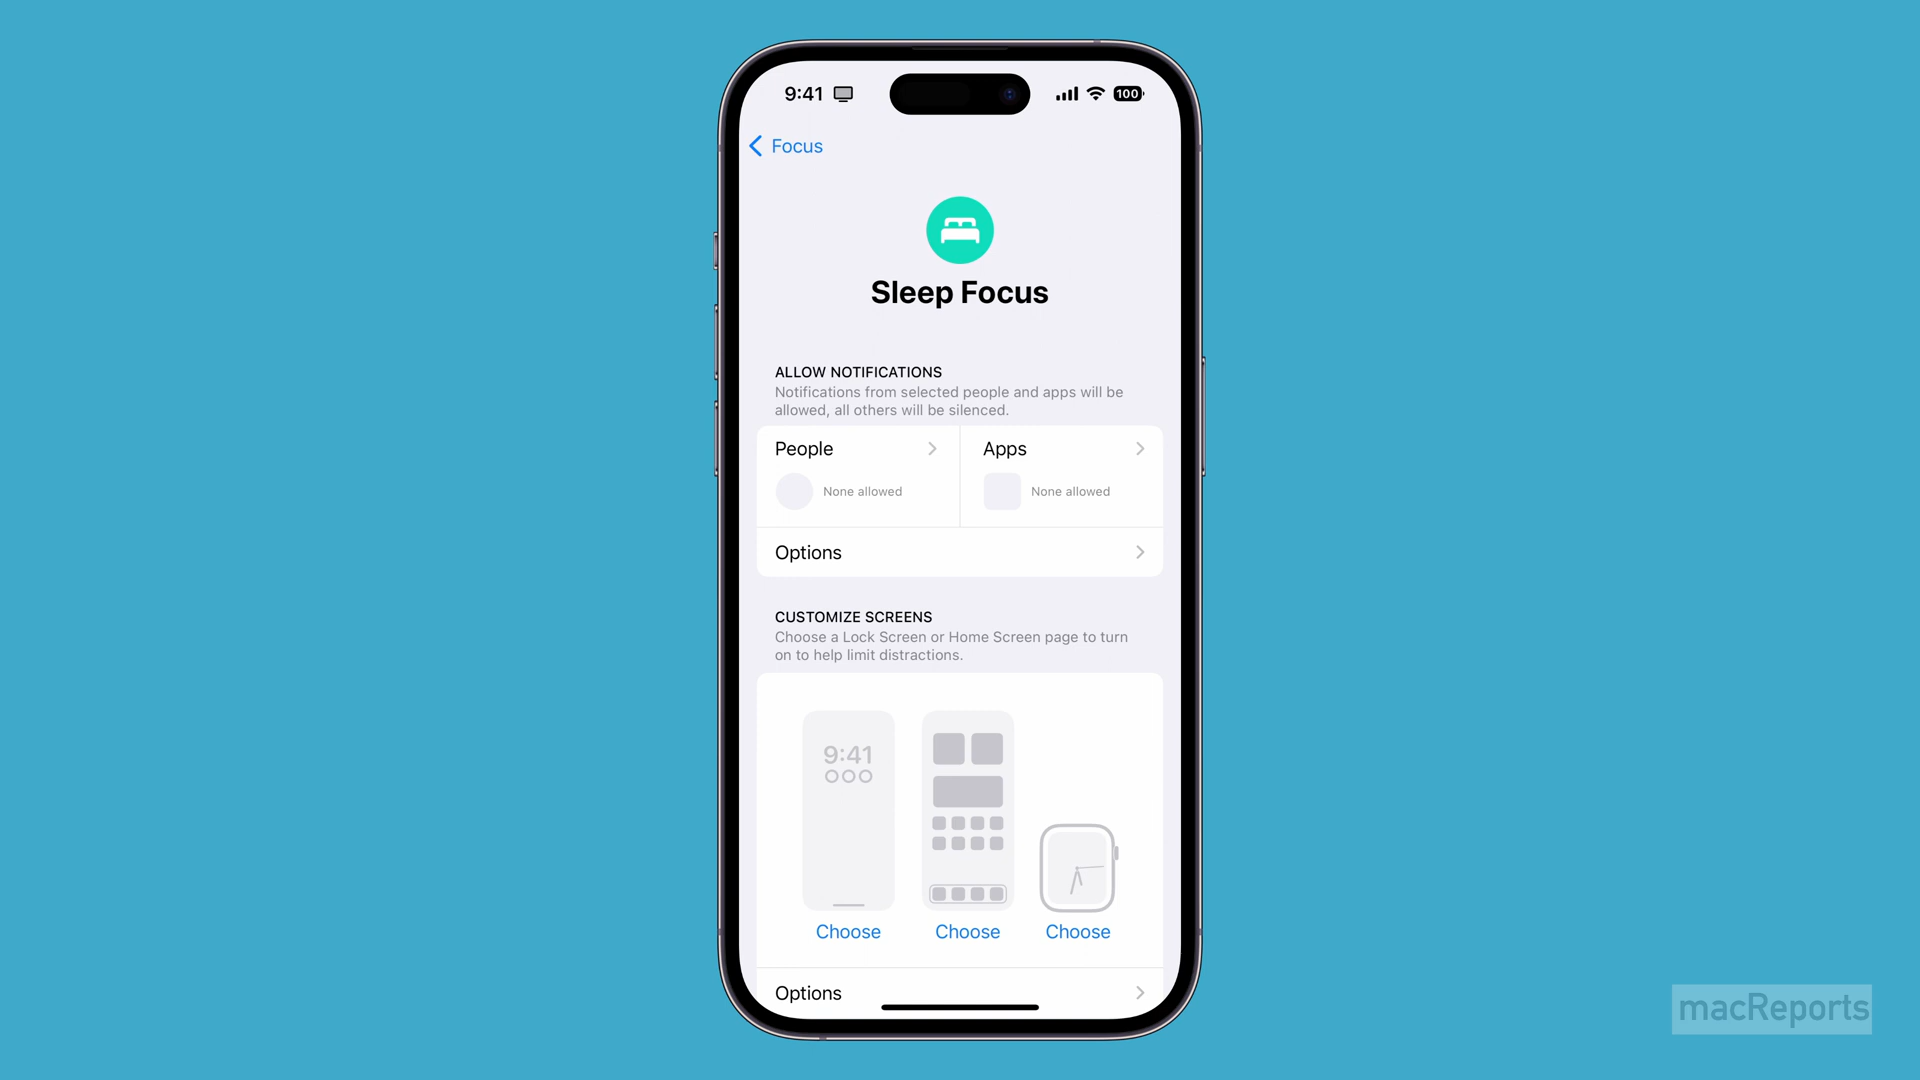 9:41
100
Focus
Sleep Focus
ALLOW NOTIFICATIONS
Notifications from selected people and apps will be
allowed, all others will be silenced.
People
Apps
None allowed
None allowed
Options
CUSTOMIZE SCREENS
Choose a Lock Screen or Home Screen page to turn
on to help limit distractions.
9:41
Choose
Choose
Choose
Options
macReports